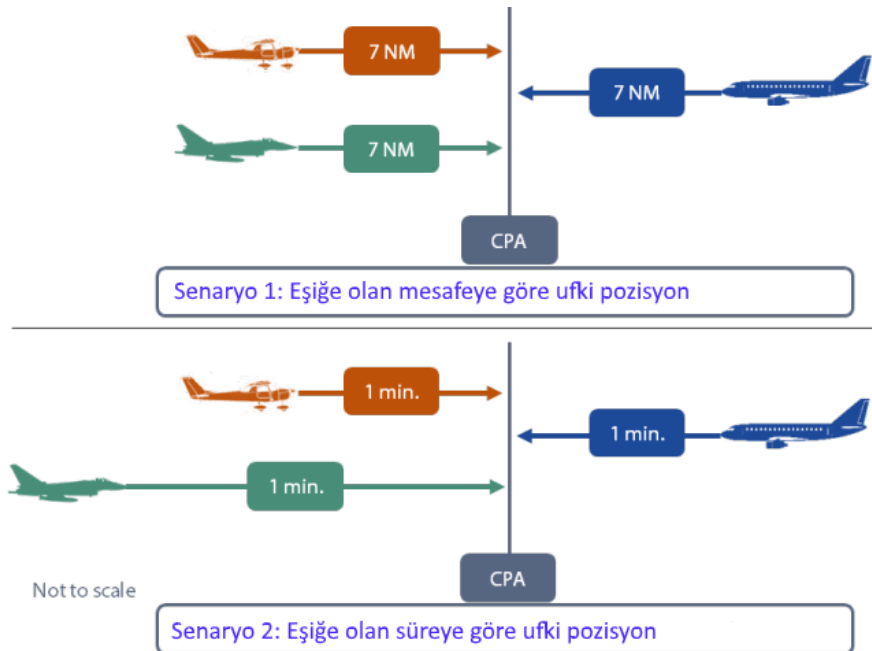 7 NM
7 NM
7 NM
CPA
Senaryo 1: Eşiğe olan mesafeye göre ufki pozisyon
1 min.
1 min.
1 min.
CPA
Not to scale
Senaryo 2: Eşiğe olan süreye göre ufki pozisyon